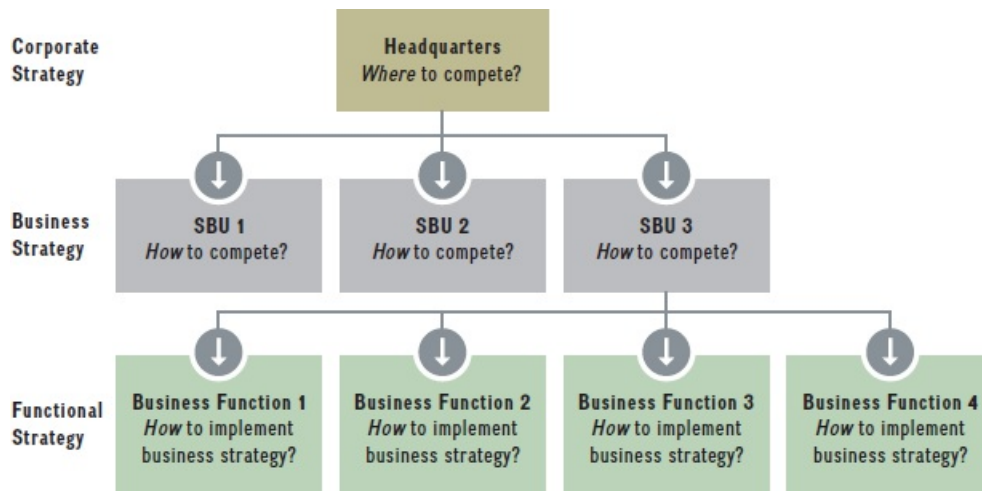 Corporate
Strategy
Headquarters
Where to compete?
Business
Strategy
SBU 1
How to compete?
SBU 2
How to compete?
SBU 3
How to compete?
Functional
Strategy
Business Function 1
How to implement
business strategy?
Business Function 2
How to implement
business strategy?
Business Function 3
How to implement
business strategy?
Business Function 4
How to implement
business strategy?